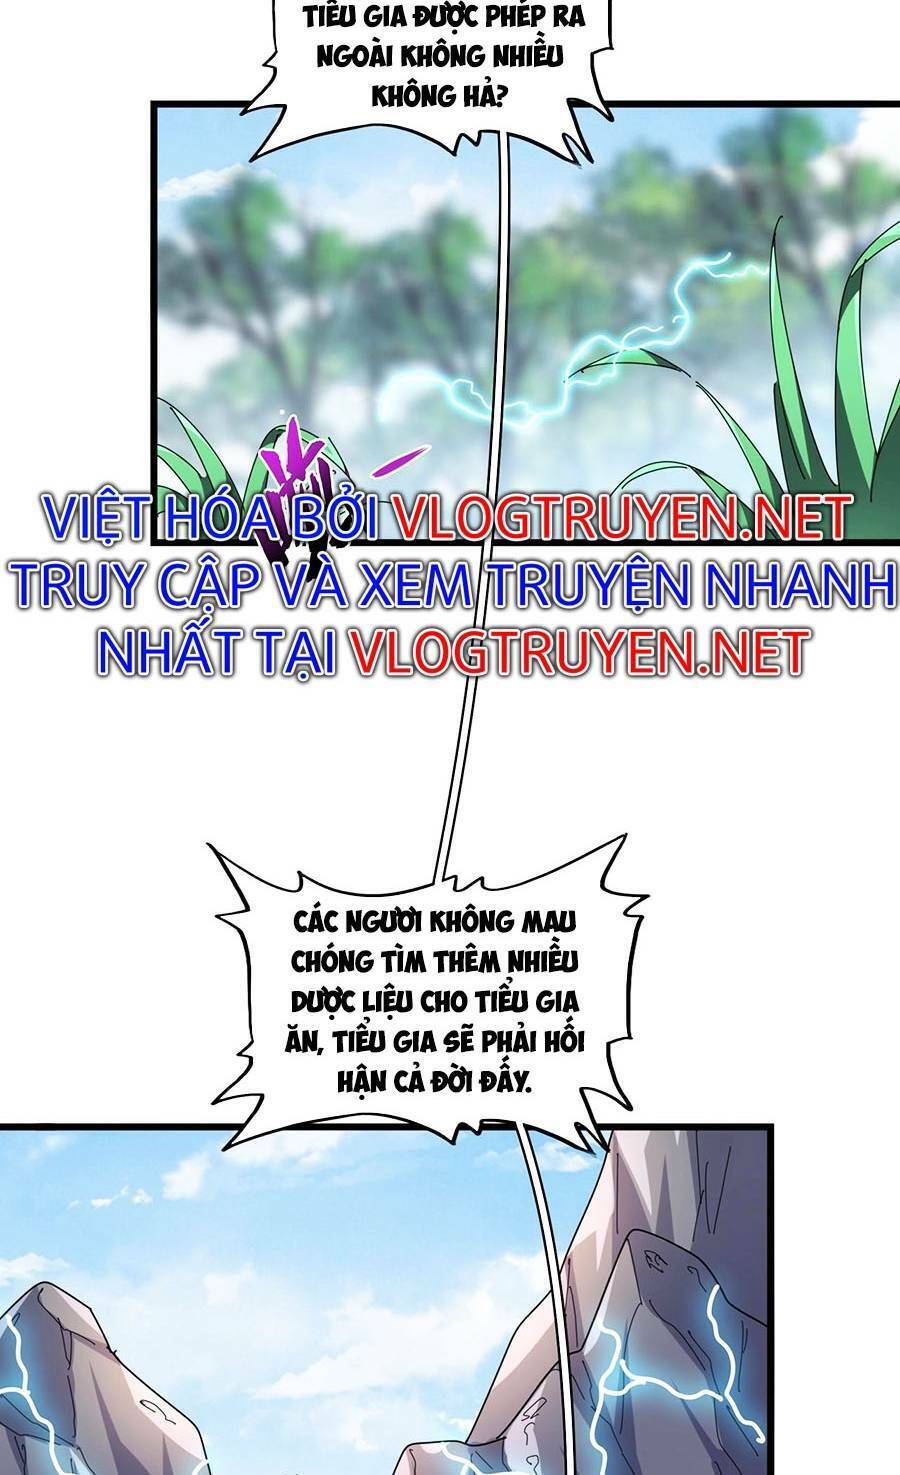 TIỂU GIA ĐƯỢC PHÉP RA
NGOÀI KHÔNG NHIỀU
KHÔNG HẢ?
VIỆT HÓA BỞI VLOGTRUYEN.NET
TRUY CẬP VÀ XEM TRUYỆN NHANH
NHẤT TẠI VLOGTRUYEN.NET
CÁC NGƯƠI KHÔNG MAU
CHÓNG TÌM THÊM NHIỀU
DƯỢC LIỆU CHO TIỂU GIA
ĂN, TIỂU GIA SẼ PHẢI HỐI
HẬN CẢ ĐỜI ĐẤY.